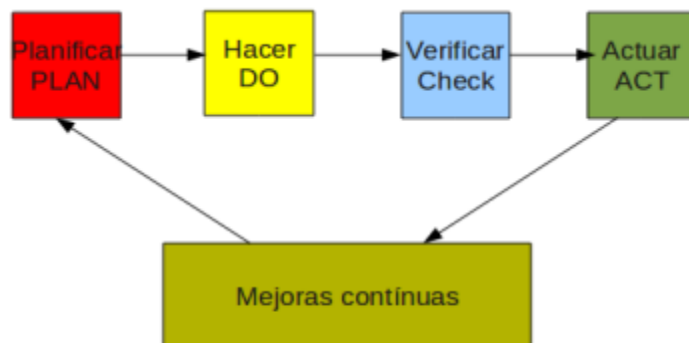 Planificar
PLAN
Hacer
DO
Verificar
Check
Actuar
ACT
Mejoras contínuas